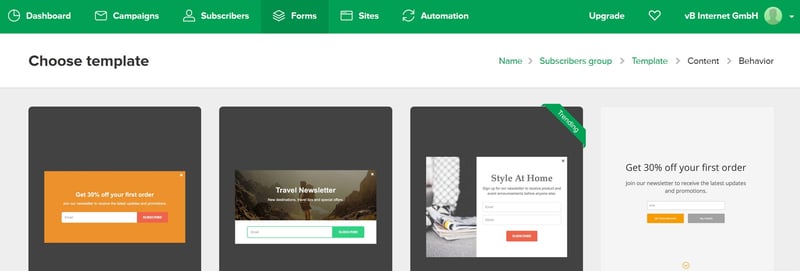 Dashboard Campaigns Subscribers Forms Sites Automation Upgrade vB Internet GmbH
Choose template
Name > Subscribers group > Template > Content > Behavior
Trending
Get 30% off your first order
Join our newsletter to receive the latest updates and promotions.
Email SUBSCRIBE
Travel Newsletter
New destinations, travel tips and special offers.
Email SUBSCRIBE
Style At Home
Sign up for our newsletter to receive product and
event announcements before anyone else.
Email
Name
SUBSCRIBE
Get 30% off your first order
Join our newsletter to receive the latest updates
and promotions.
Email